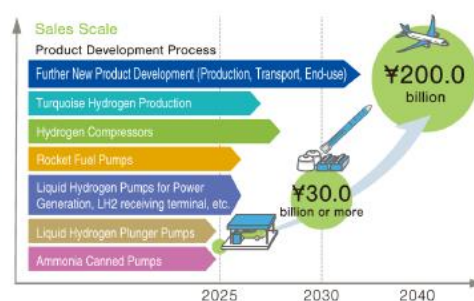 Sales Scale
Product Development Process
Further New Product Development (Production, Transport, End-use)
¥200.0
billion
Turquoise Hydrogen Production
Hydrogen Compressors
Rocket Fuel Pumps
Liquid Hydrogen Pumps for Power
Generation, LH2 receiving terminal, etc.
¥30.0
billion or more
Liquid Hydrogen Plunger Pumps
Ammonia Canned Pumps
2025
2030
2040